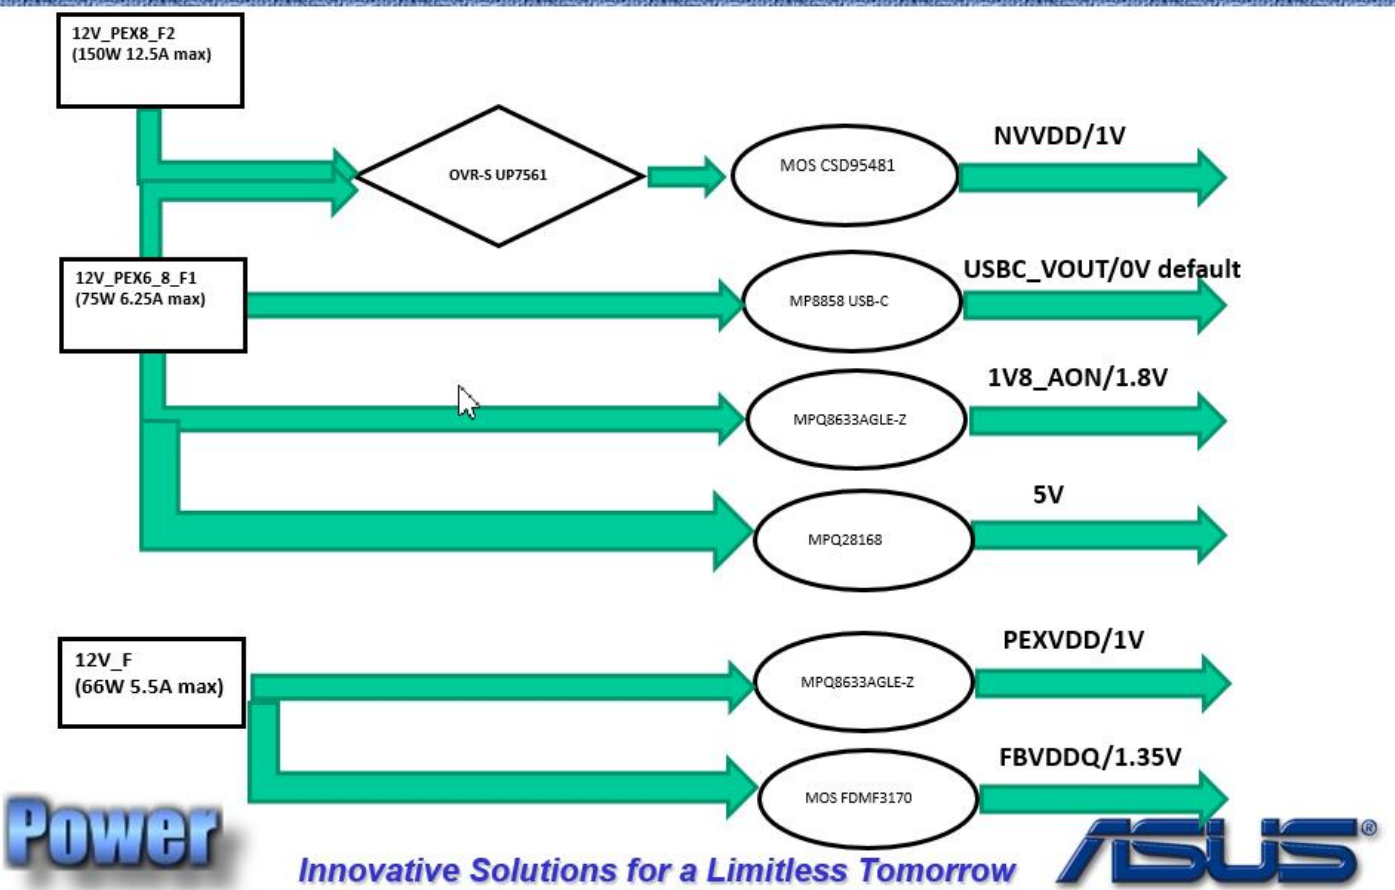 12V_PEX8_F2
(150W 12.5A max)
OVR-S UP7561
MOS CSD95481
NVVDD/1V
12V_PEX6_8_F1
(75W 6.25A max)
MP8858 USB-C
USBC_VOUT/0V default
MPQ8633AGLE-Z
1V8_AON/1.8V
MPQ28168
5V
12V_F
(66W 5.5A max)
MPQ8633AGLE-Z
PEXVDD/1V
MOS FDMF3170
FBVDDQ/1.35V
Power
Innovative Solutions for a Limitless Tomorrow
ASUS®